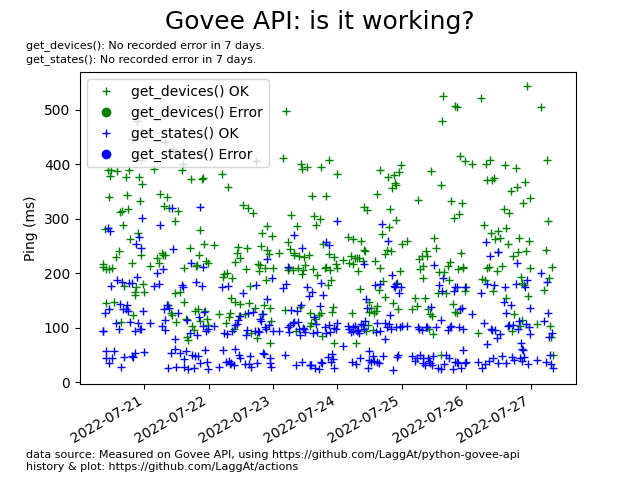 Govee API: is it working?
get_devices(): No recorded error in 7 days.
get_states(): No recorded error in 7 days.
get_devices() OK
get_devices() Error
get_states() OK
get_states() Error
Ping (ms)
500
400
300
200
100
0
2022-07-21
2022-07-22
2022-07-23
2022-07-24
2022-07-25
2022-07-26
2022-07-27
data source: Measured on Govee API, using https://github.com/LaggAt/python-govee-api
history & plot: https://github.com/LaggAt/actions